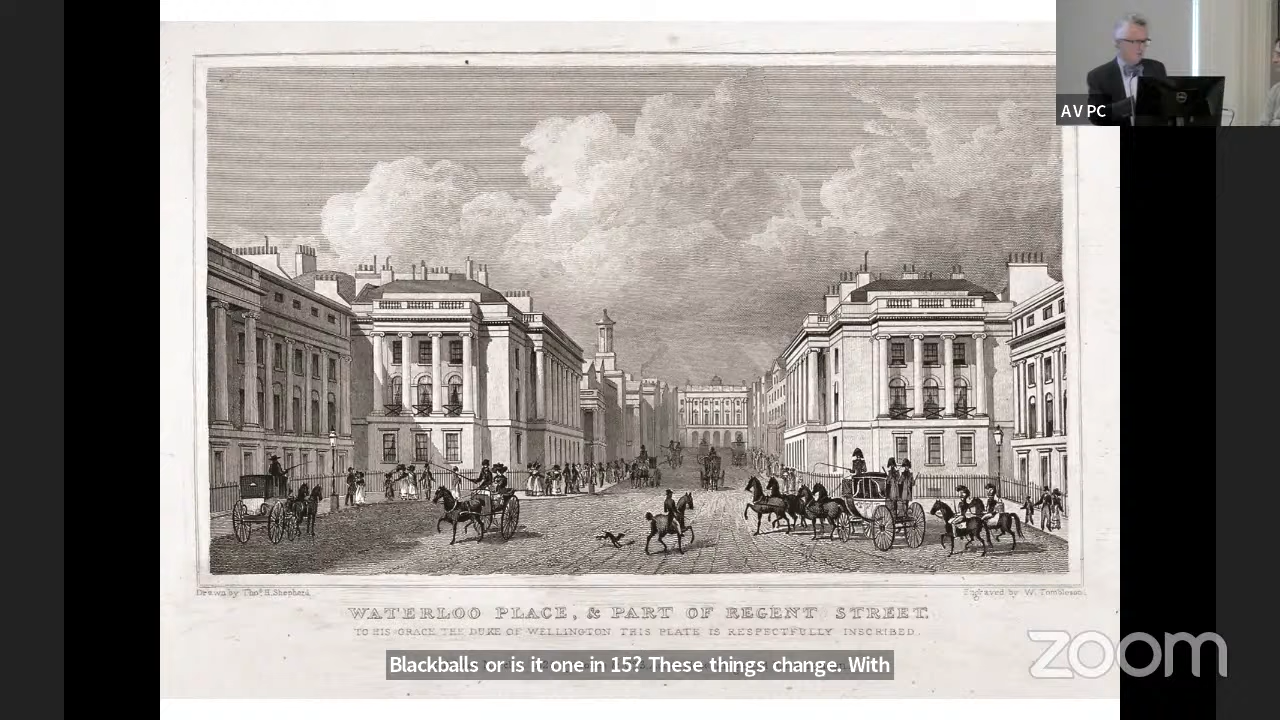 AV PC
Drawn by Thos. H. Shepherd.
Engraved by W. Tombleson.
WATERLOO PLACE, & PART OF REGENT STREET.
TO HIS GRACE THE DUKE OF WELLINGTON THIS PLATE IS RESPECTFULLY INSCRIBED.
Blackballs or is it one in 15? These things change. With
zoom